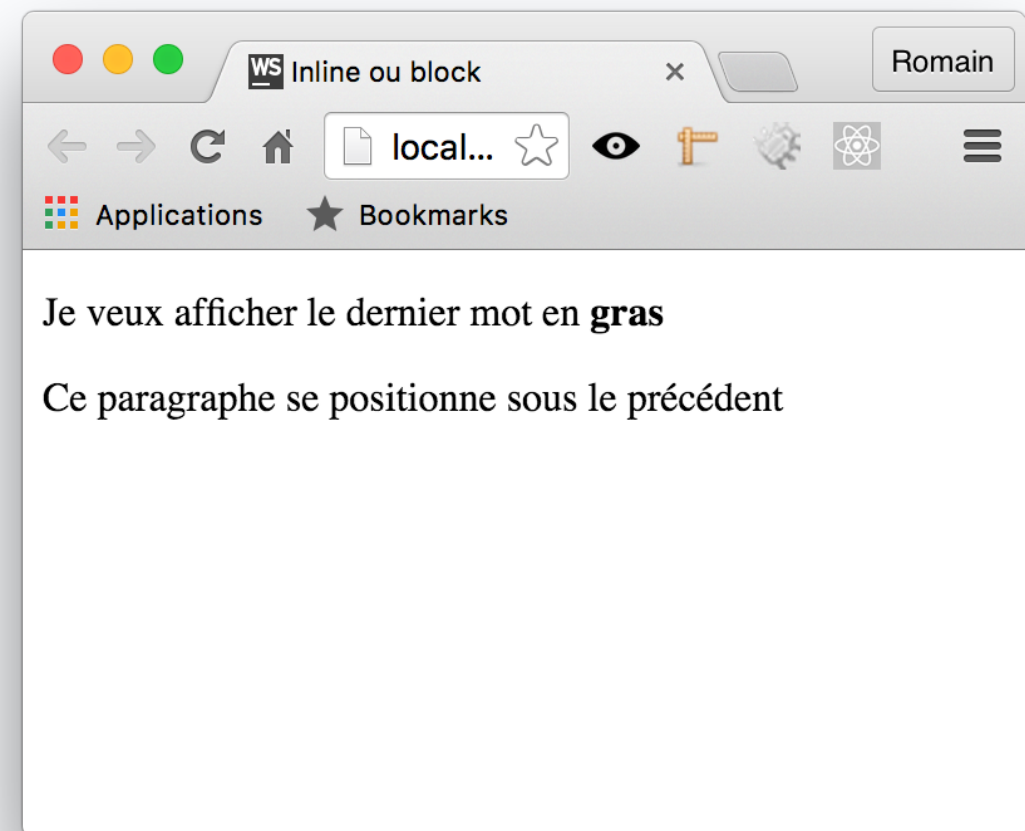 WS Inline ou block
Romain
local...
Applications Bookmarks
Je veux afficher le dernier mot en gras
Ce paragraphe se positionne sous le précédent